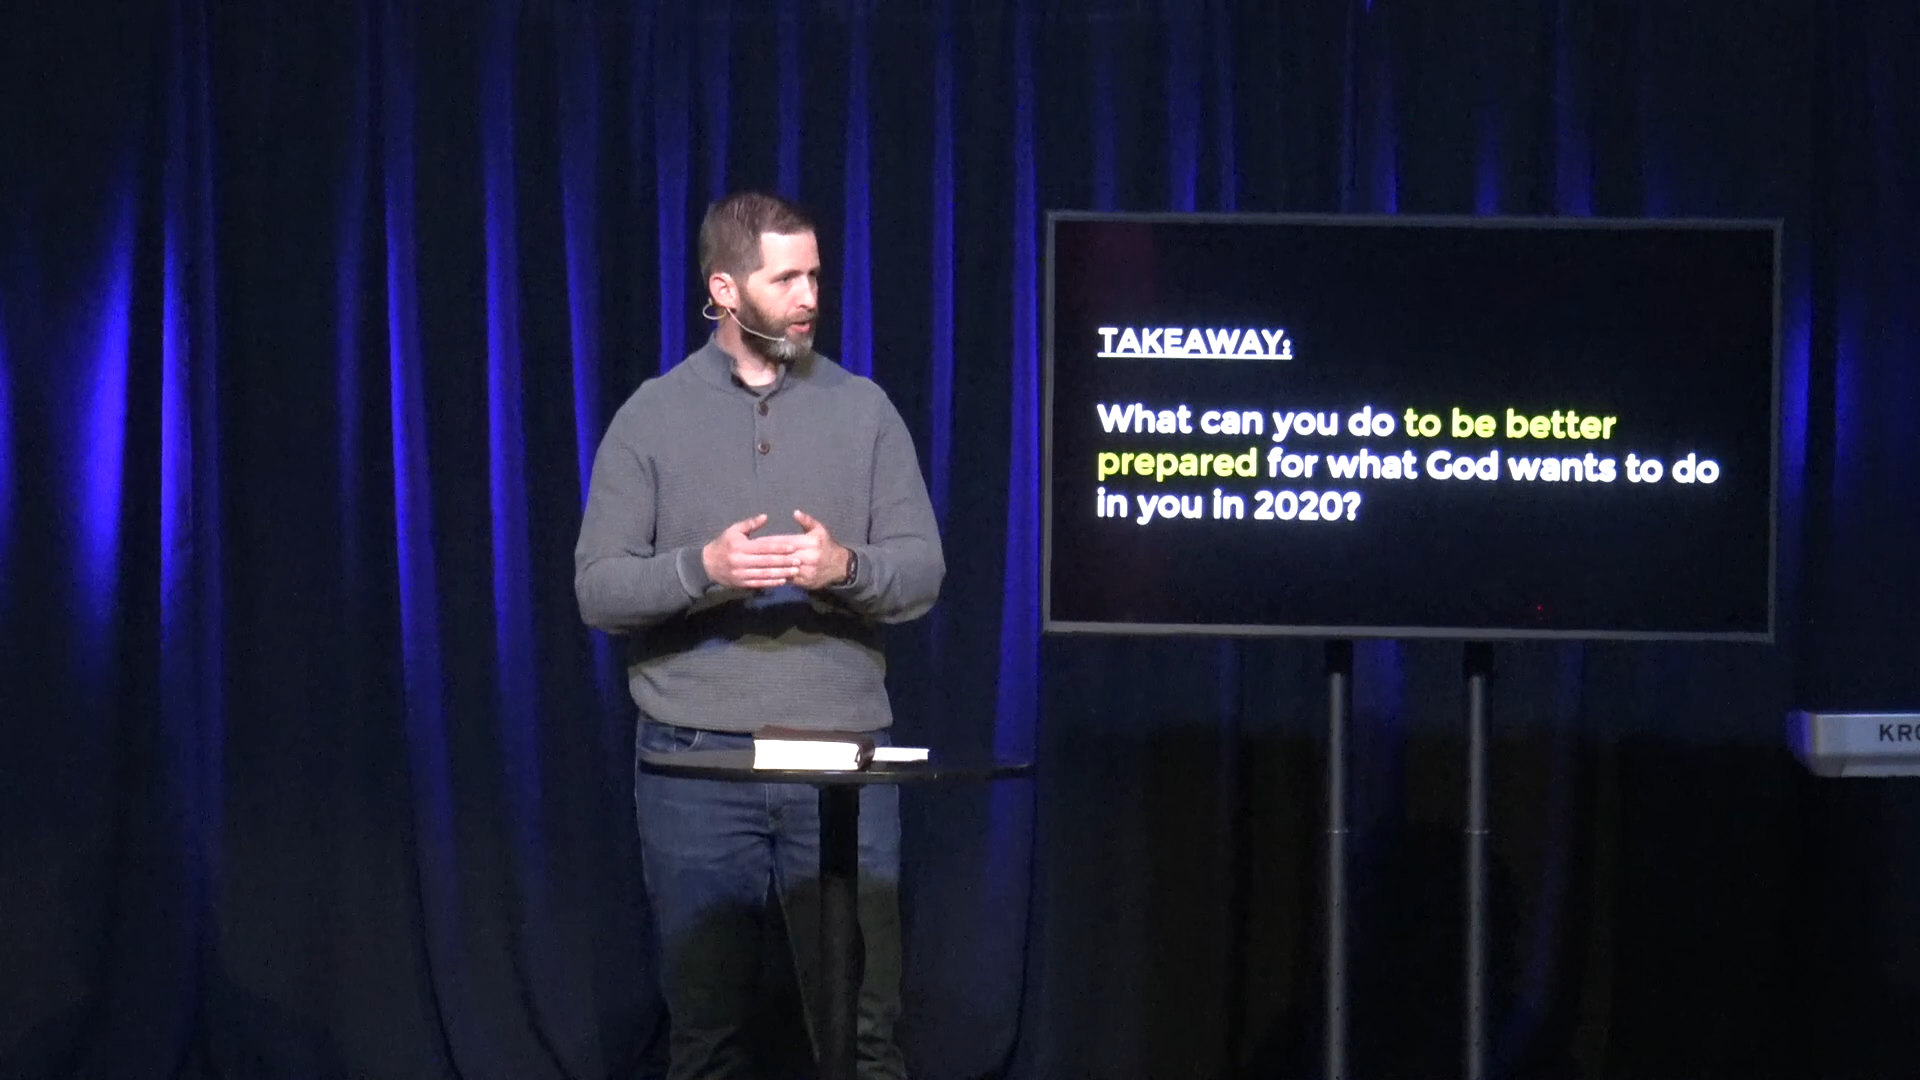 TAKEAWAY:
What can you do to be better
prepared for what God wants to do
in you in 2020?
KRO